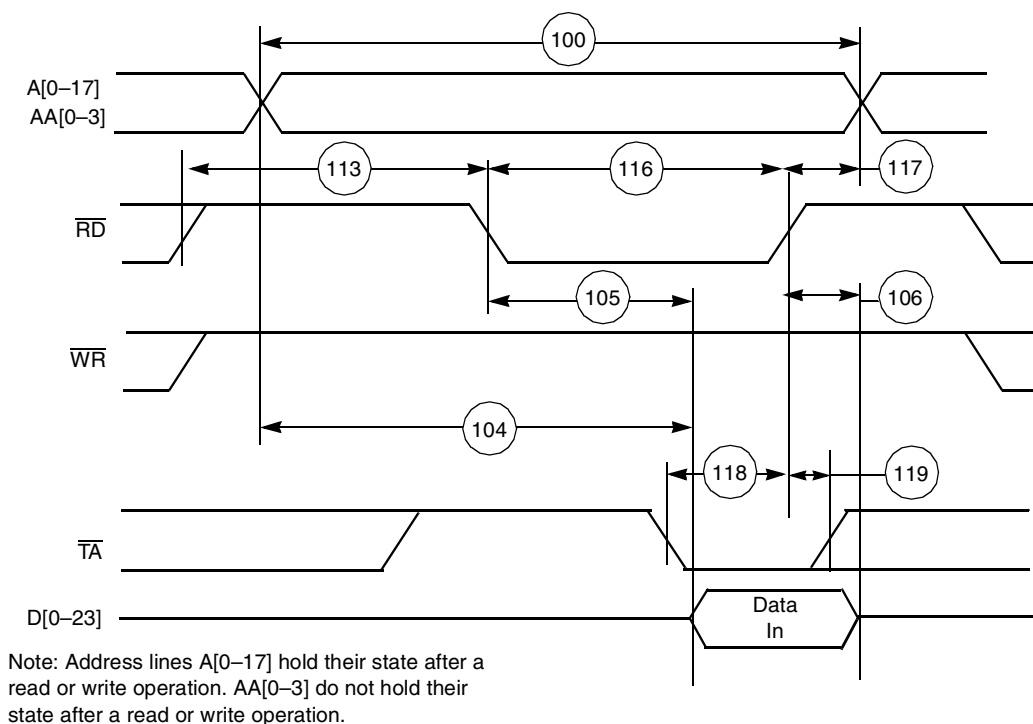 100
A[0–17]
AA[0–3]
113
116
117
RD
105
106
WR
104
118
119
TA
D[0–23]
Data
In
Note: Address lines A[0–17] hold their state after a
read or write operation. AA[0–3] do not hold their
state after a read or write operation.